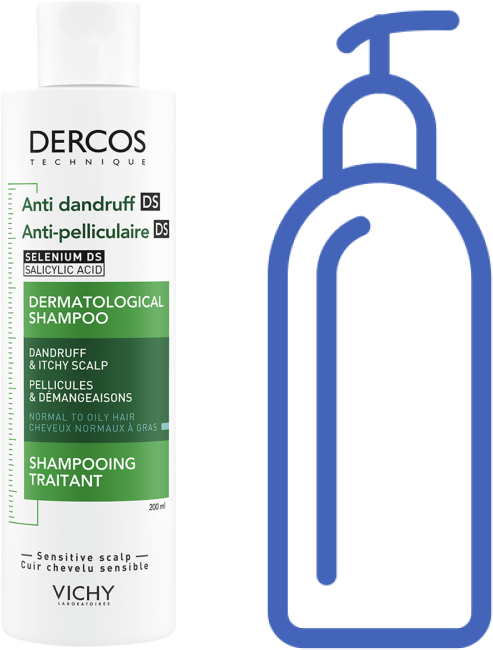 DERCOS
TECHNIQUE
Anti dandruff DS
Anti-pelliculaire DS
SELENIUM DS
SALICYLIC ACID
DERMATOLOGICAL
SHAMPOO
DANDRUFF
& ITCHY SCALP
PELLICULES
& DÉMANGEAISONS
NORMAL TO OILY HAIR
CHEVEUX NORMAUX À GRAS
SHAMPOOING
TRAITANT
200 ml
Sensitive scalp
Cuir chevelu sensible
VICHY
LABORATOIRES